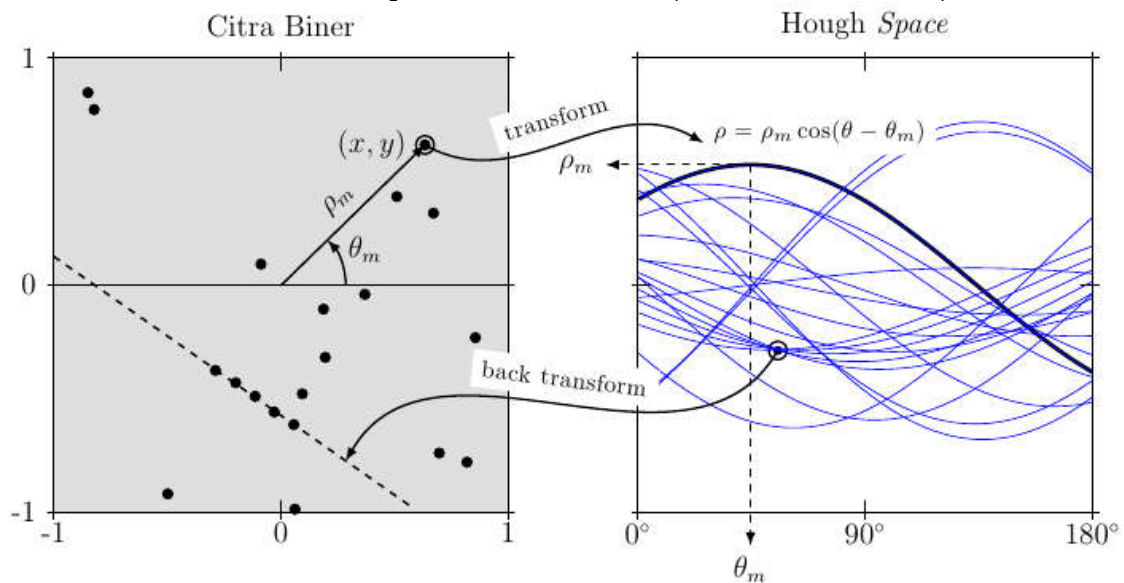 Citra Biner
Hough Space
1
0
-1
-1
0
1
(x, y)
ρm
θm
transform
ρ = ρm cos(θ − θm)
ρm
back transform
0°
90°
180°
θm